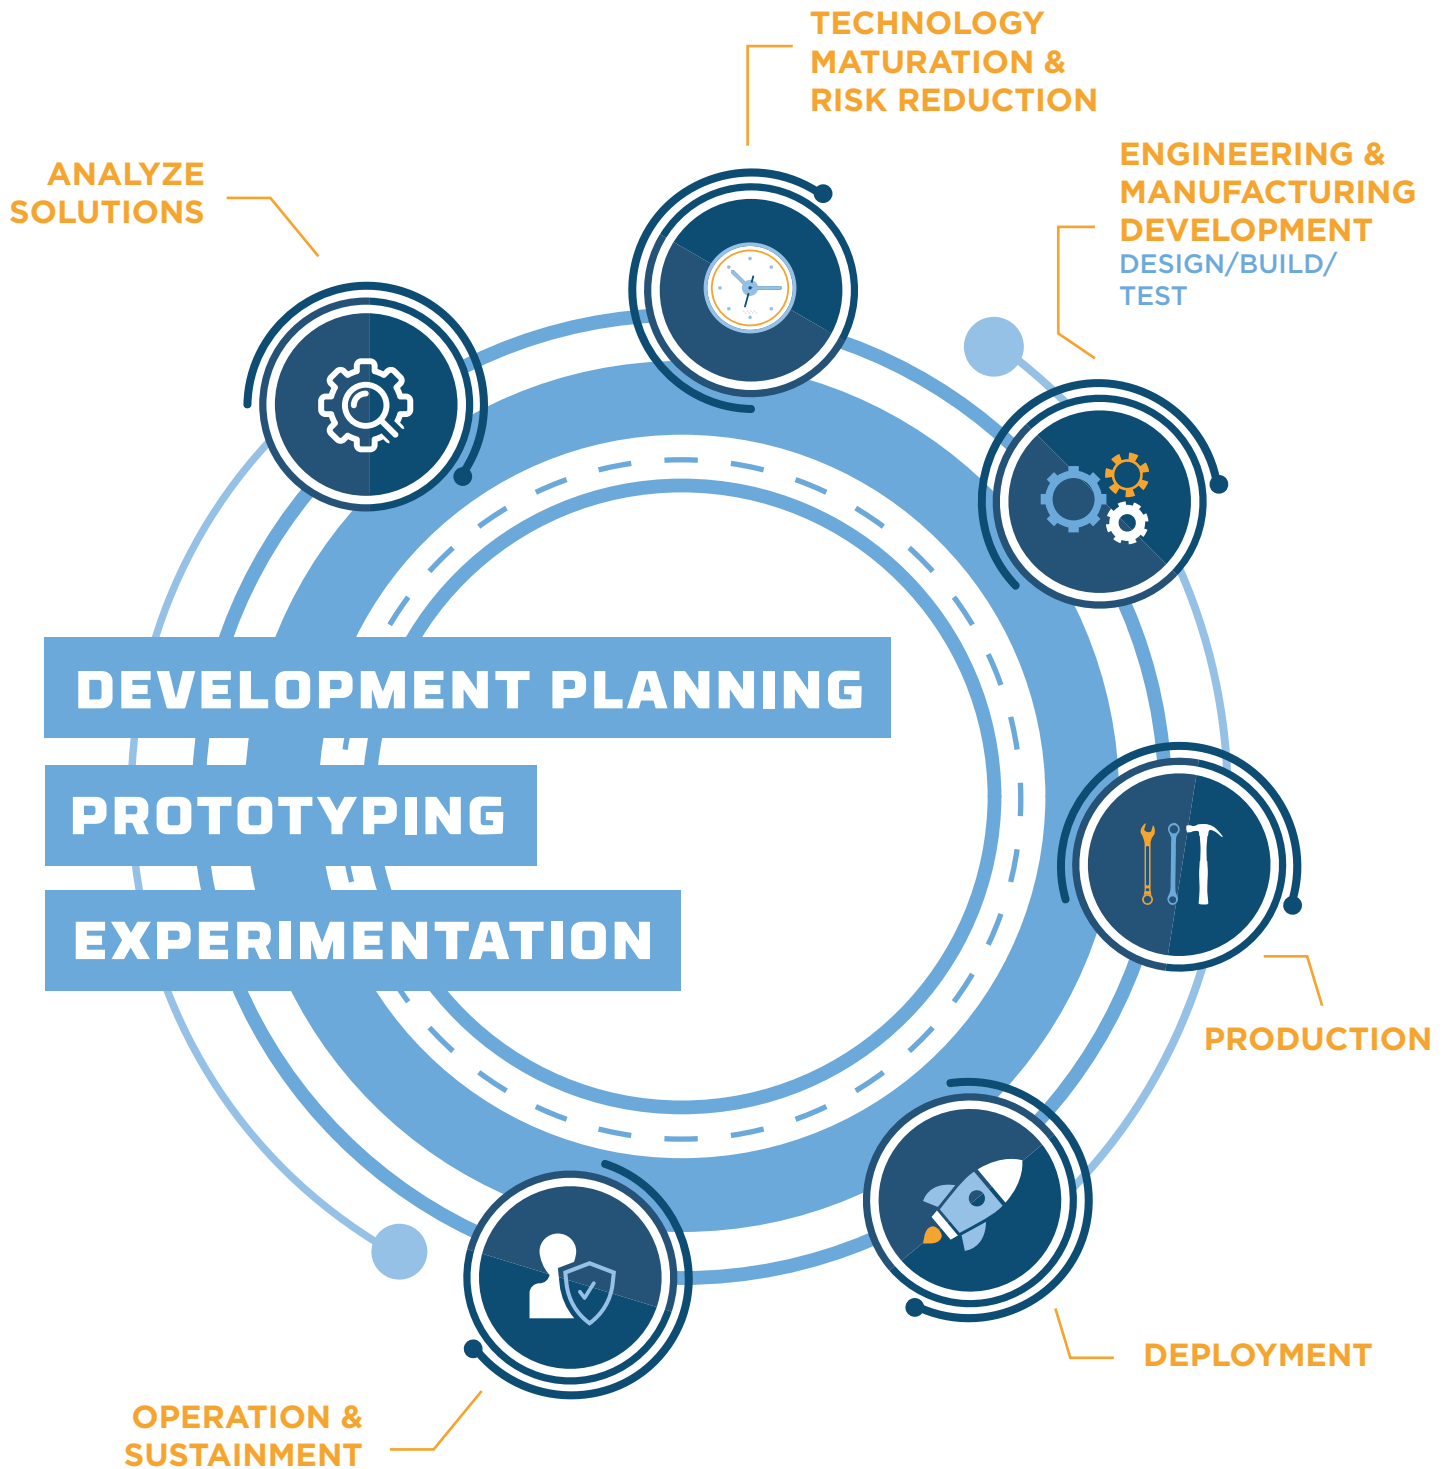 TECHNOLOGY
MATURATION &
RISK REDUCTION
ENGINEERING &
MANUFACTURING
DEVELOPMENT
DESIGN/BUILD/
TEST
ANALYZE
SOLUTIONS
DEVELOPMENT PLANNING
PROTOTYPING
EXPERIMENTATION
PRODUCTION
DEPLOYMENT
OPERATION &
SUSTAINMENT